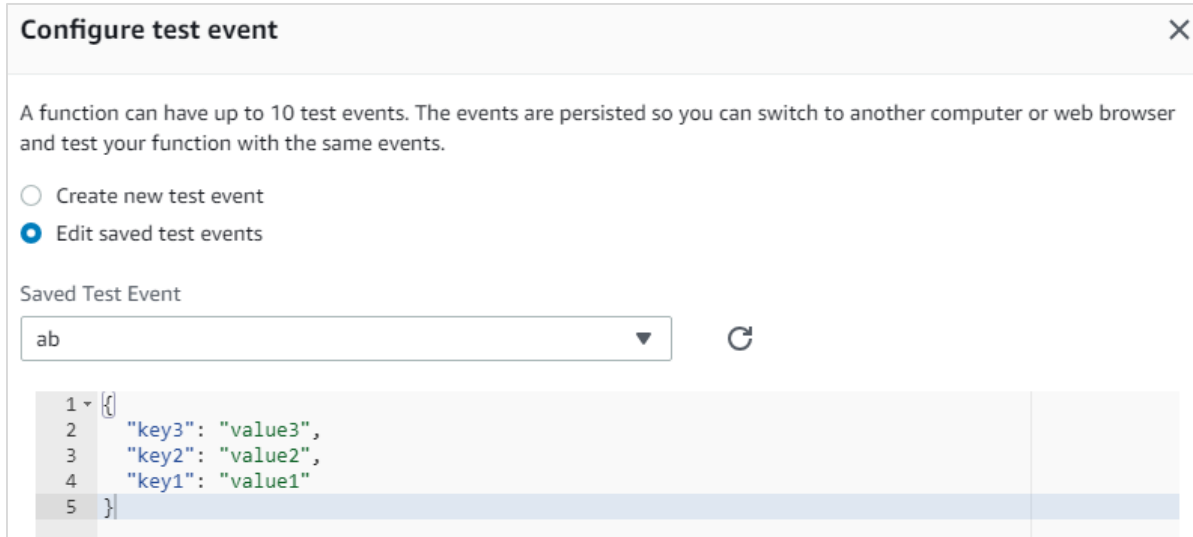 Configure test event
A function can have up to 10 test events. The events are persisted so you can switch to another computer or web browser
and test your function with the same events.
Create new test event
Edit saved test events
Saved Test Event
ab
1 {
2 "key3": "value3",
3 "key2": "value2",
4 "key1": "value1"
5 }